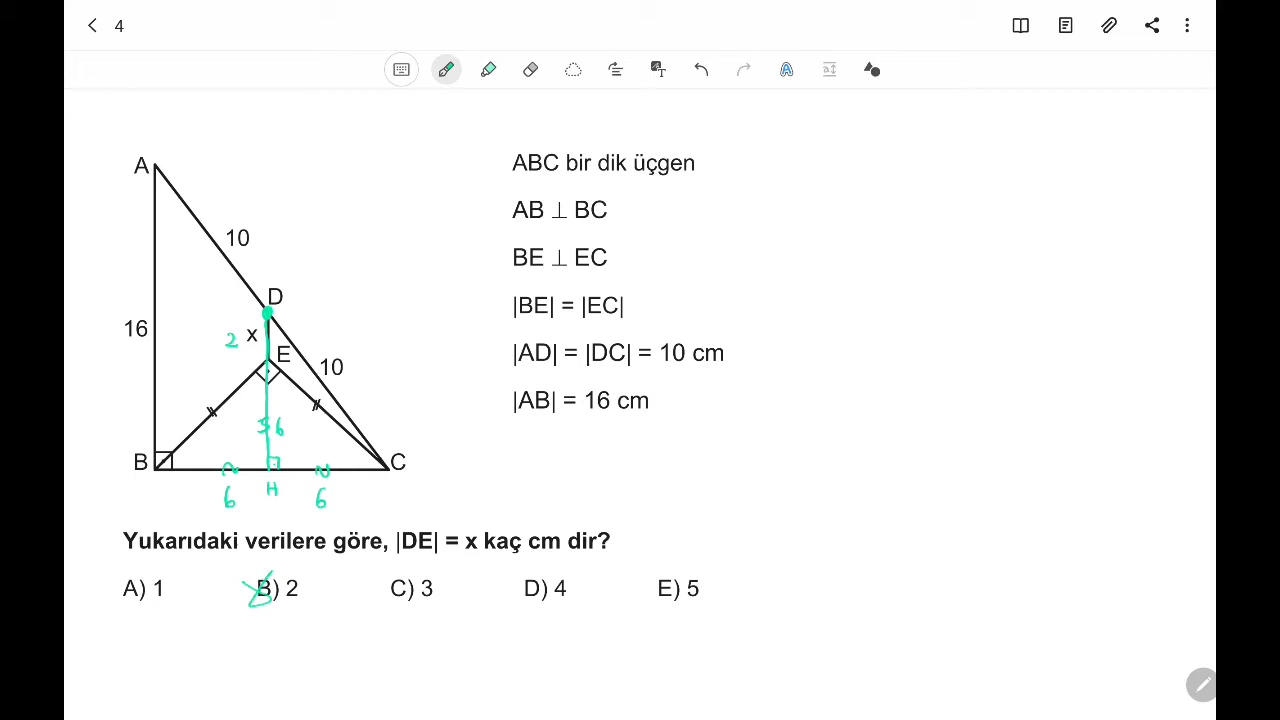 4
A
ABC bir dik üçgen
AB ⊥ BC
10
BE ⊥ EC
D
|BE| = |EC|
16
2 x
E
|AD| = |DC| = 10 cm
10
|AB| = 16 cm
6
B
C
H
6
6
Yukarıdaki verilere göre, |DE| = x kaç cm dir?
A) 1 B) 2 C) 3 D) 4 E) 5